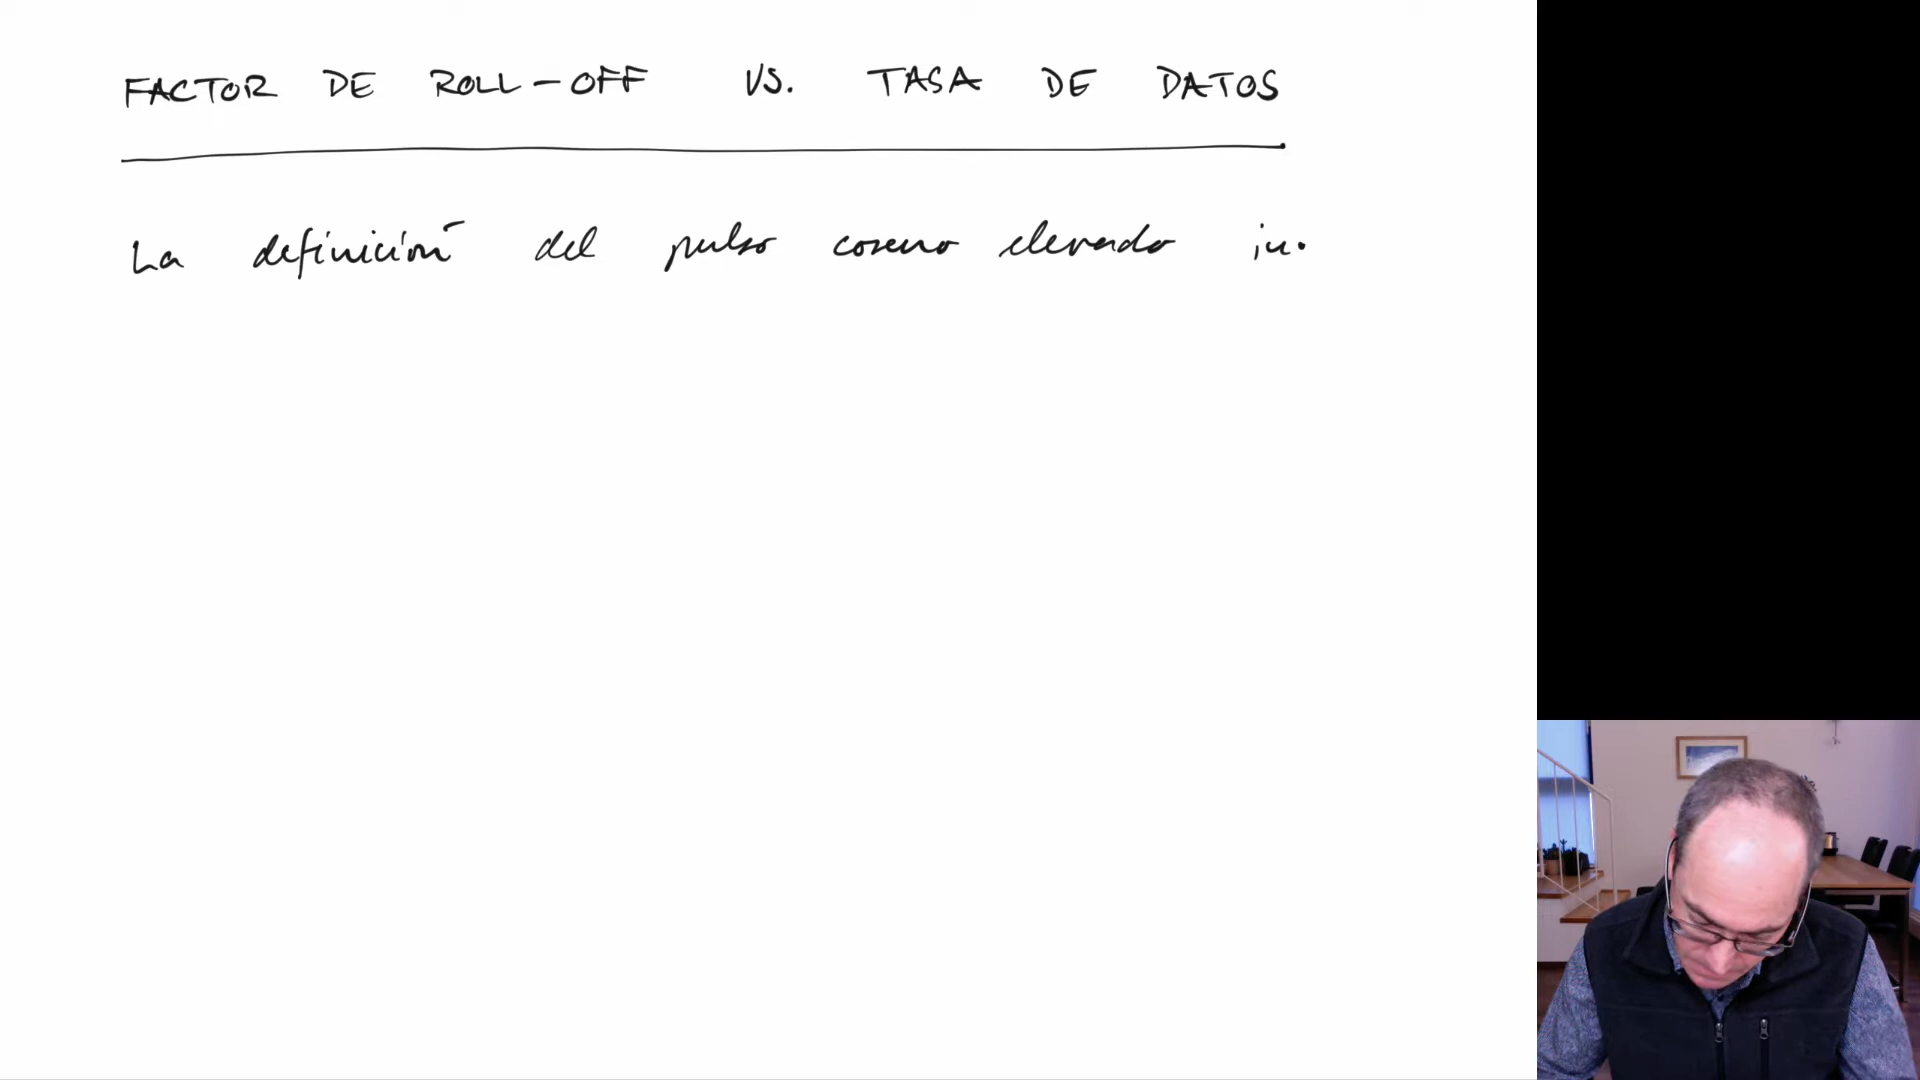 FACTOR DE ROLL-OFF VS. TASA DE DATOS
La definición del pulso coseno elevado in